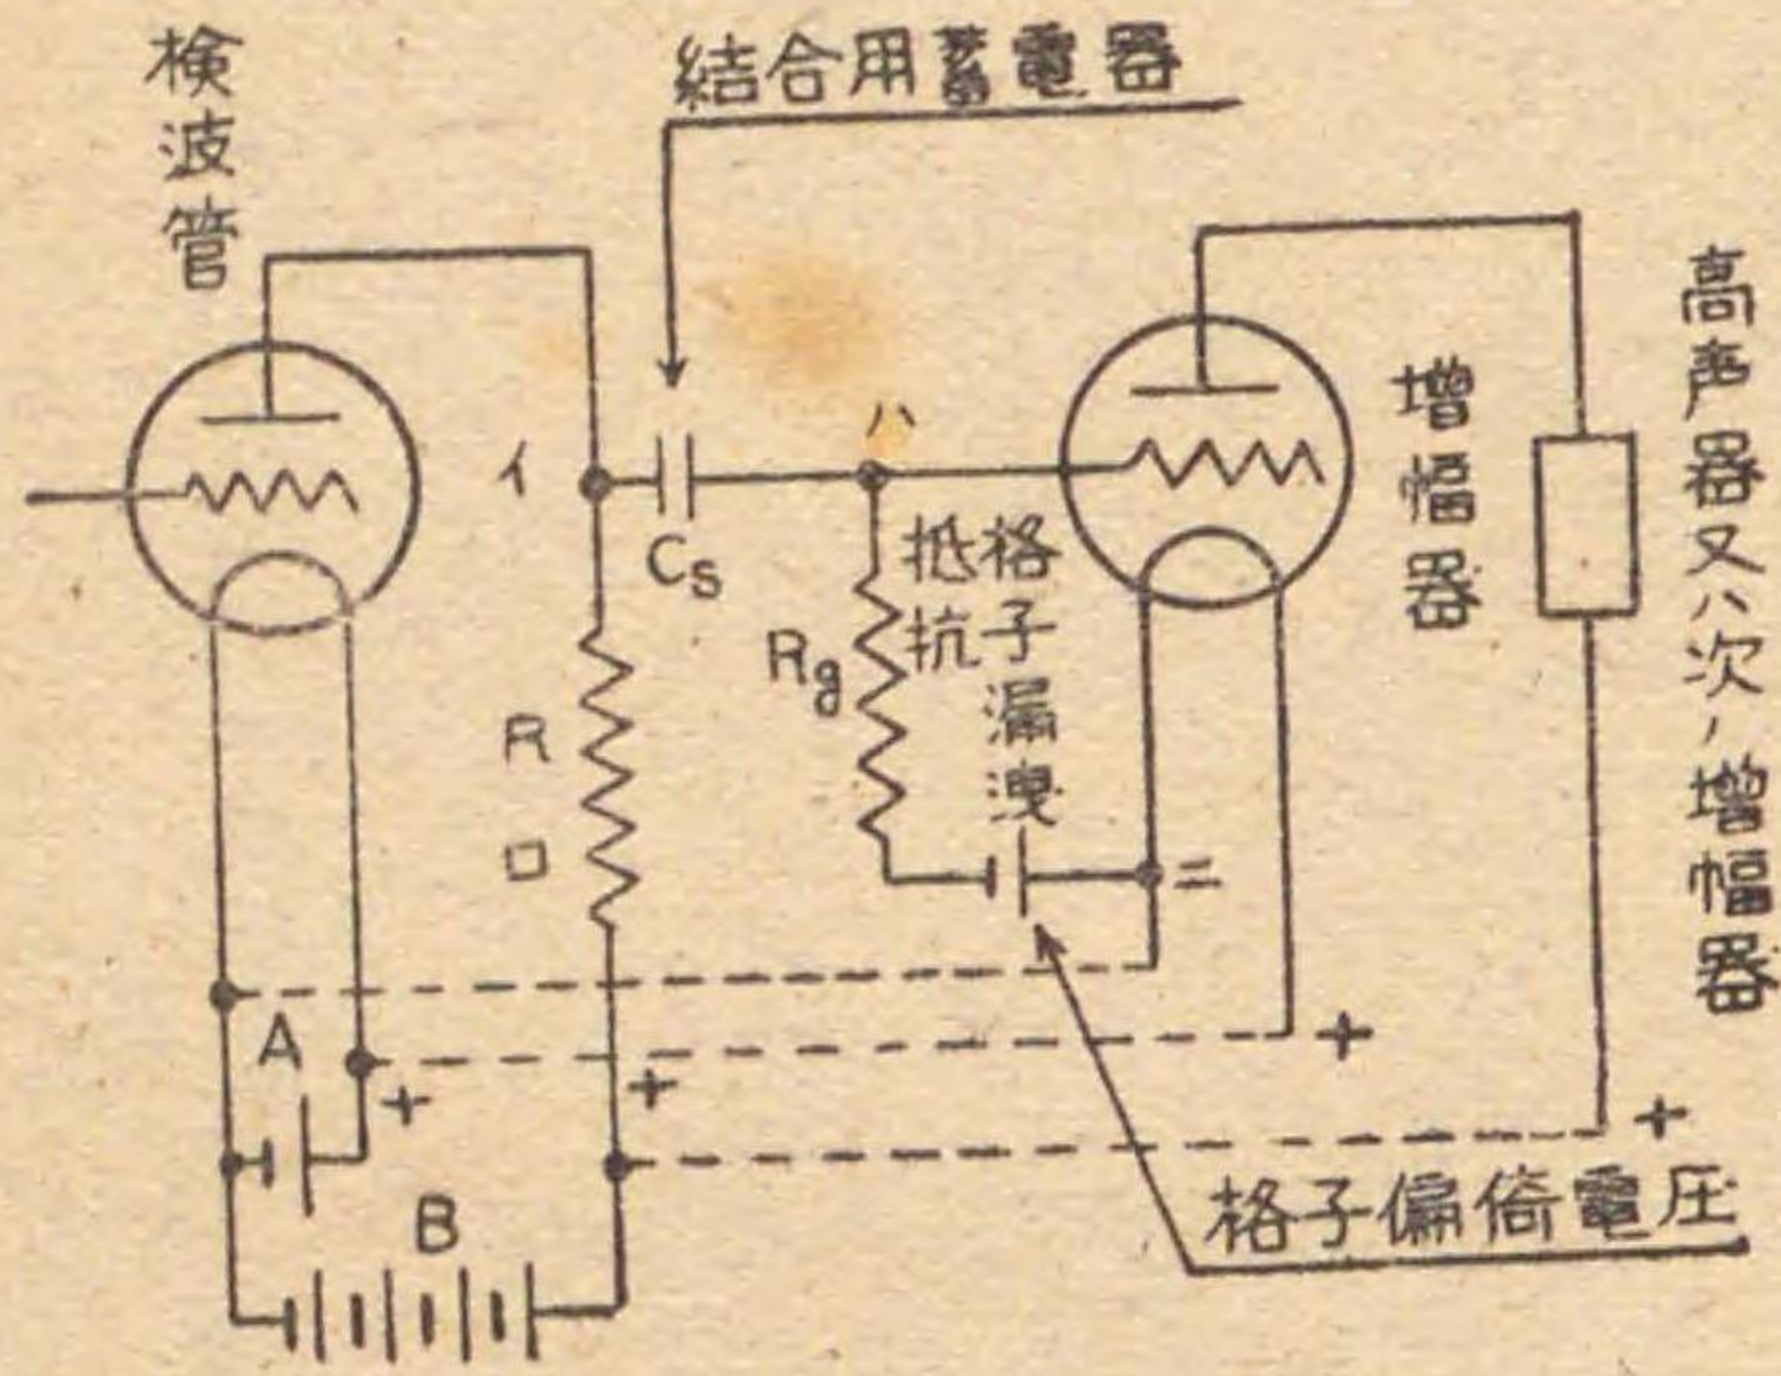 検波管
結合用蓄電器
高声器又ハ次ノ増幅器
増幅器
イ
ハ
Cs
格子漏洩
抵抗
Rg
R
ロ
ニ
A
+
+
+
+
B
格子偏倚電圧